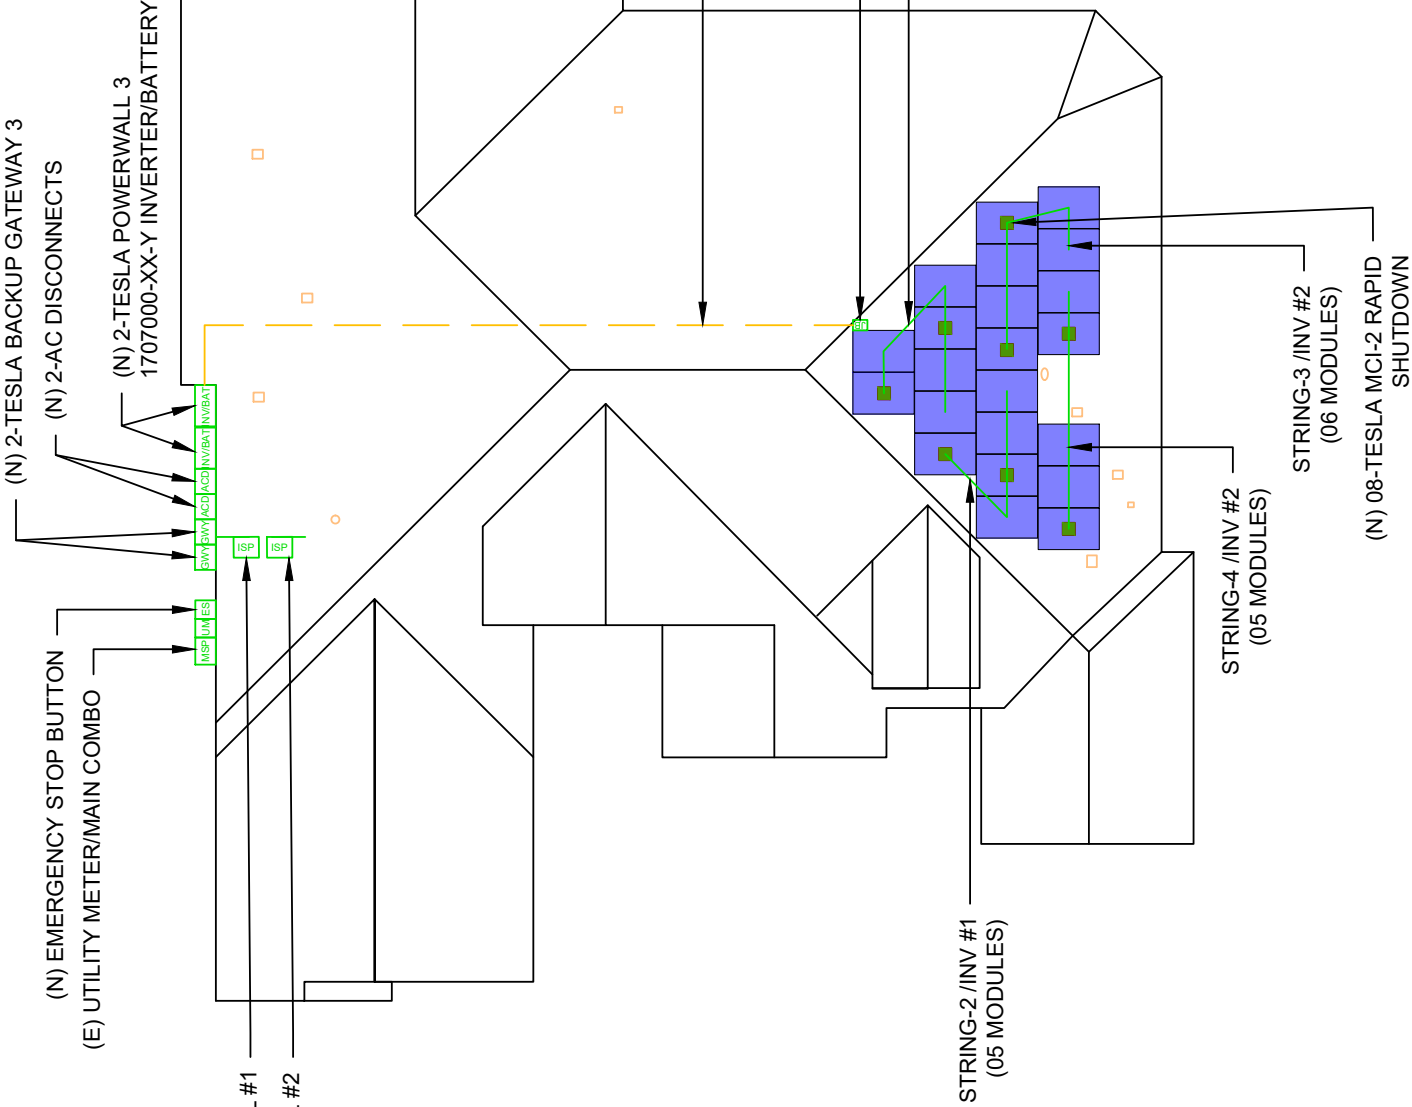 (N) 2-TESLA BACKUP GATEWAY 3
(N) 2-AC DISCONNECTS
(N) 2-TESLA POWERWALL 3
1707000-XX-Y INVERTER/BATTERY
(N) EMERGENCY STOP BUTTON
(E) UTILITY METER/MAIN COMBO
INV/BAT
INV/BAT
ACD
ACD
GWY
GWY
ES
UM
MSP
ISP
ISP
#1
#2
STRING-2 /INV #1
(05 MODULES)
STRING-4 /INV #2
(05 MODULES)
STRING-3 /INV #2
(06 MODULES)
(N) 08-TESLA MCI-2 RAPID
SHUTDOWN